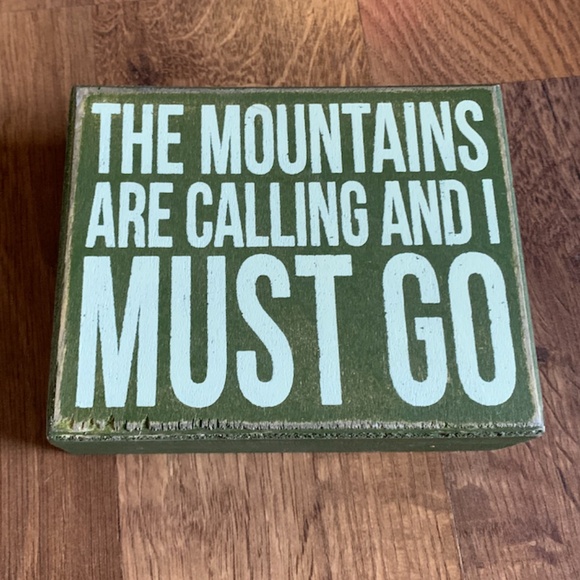 THE MOUNTAINS
ARE CALLING AND I
MUST GO